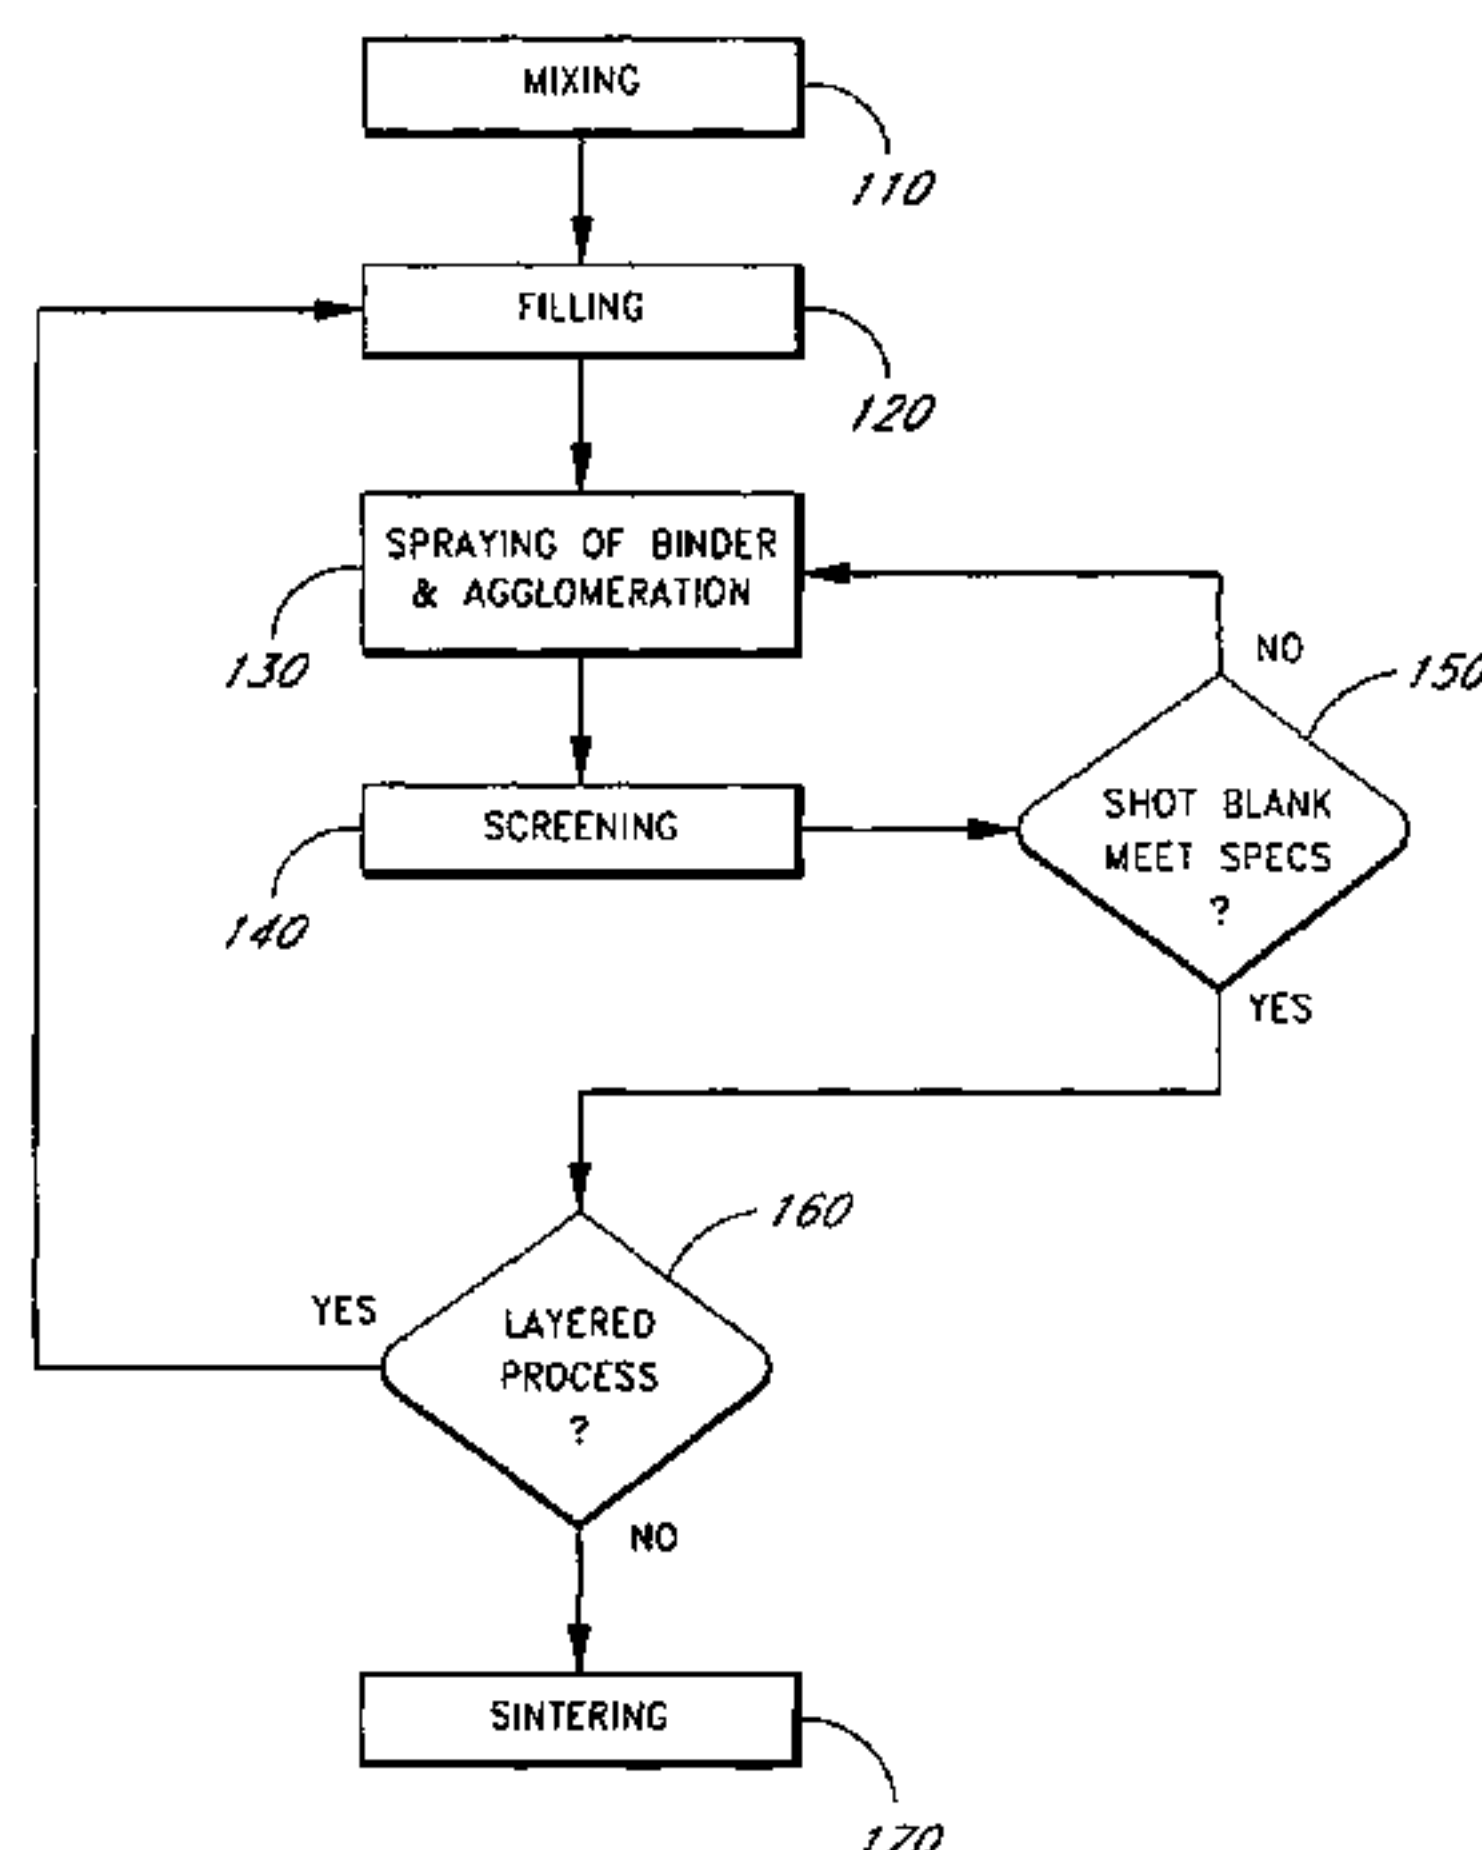 MIXING
110
FILLING
120
SPRAYING OF BINDER
& AGGLOMERATION
130
NO
150
SCREENING
140
SHOT BLANK
MEET SPECS
?
YES
160
YES
LAYERED
PROCESS
?
NO
SINTERING
170